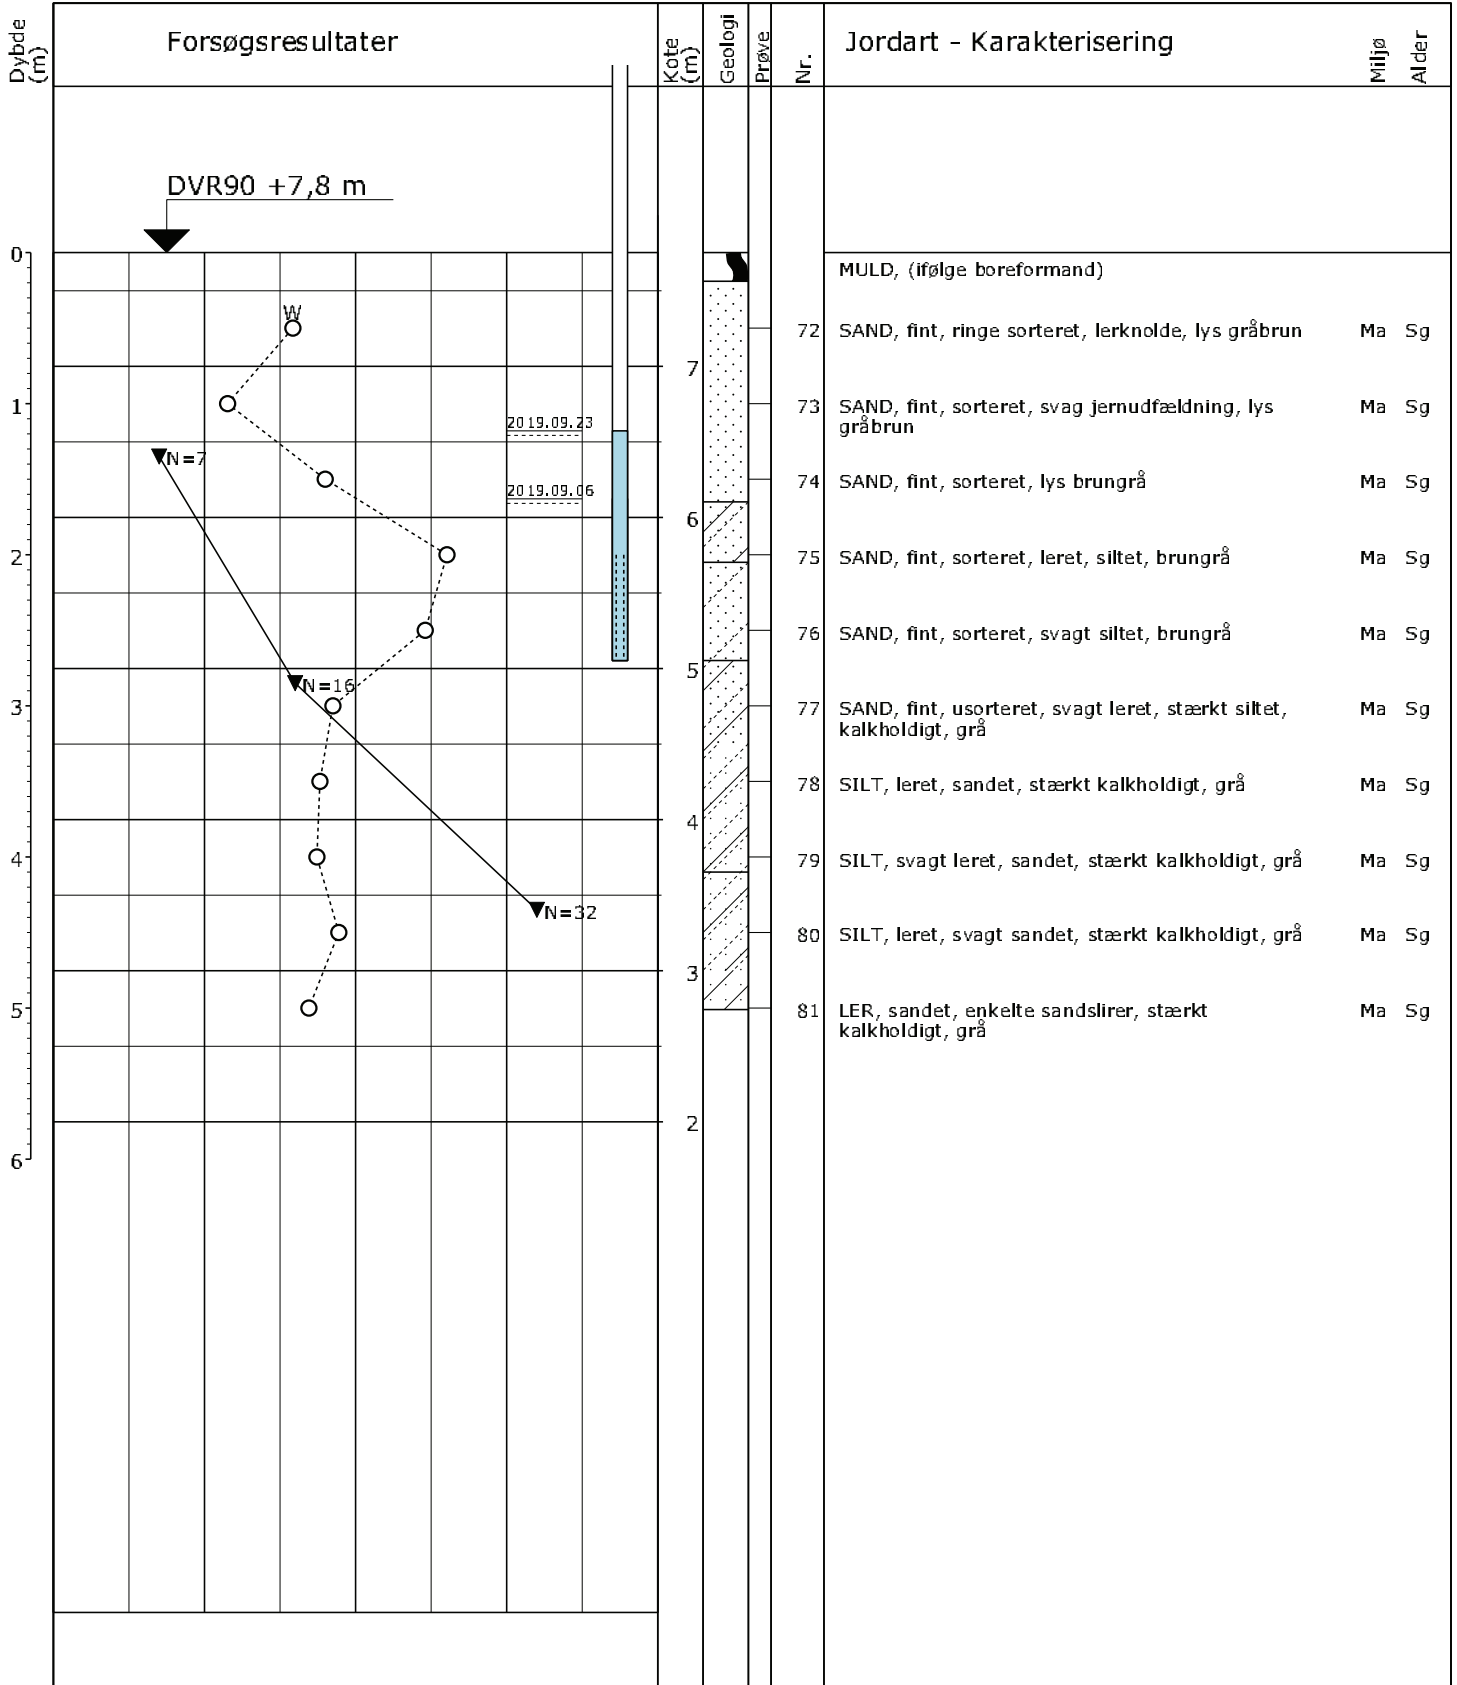 Dybde (m)
Forsøgsresultater
Kote (m)
Geologi
Prøve
Nr.
Jordart - Karakterisering
Miljø
Alder
DVR90 +7,8 m
0
MULD, (ifølge boreformand)
W
72 SAND, fint, ringe sorteret, lerknolde, lys gråbrun Ma Sg
7
1
73 SAND, fint, sorteret, svag jernudfældning, lys Ma Sg
gråbrun
2019.09.23
N=7
74 SAND, fint, sorteret, lys brungrå Ma Sg
2019.09.06
6
2
75 SAND, fint, sorteret, leret, siltet, brungrå Ma Sg
76 SAND, fint, sorteret, svagt siltet, brungrå Ma Sg
5
N=16
3
77 SAND, fint, usorteret, svagt leret, stærkt siltet, Ma Sg
kalkholdigt, grå
78 SILT, leret, sandet, stærkt kalkholdigt, grå Ma Sg
4
4
79 SILT, svagt leret, sandet, stærkt kalkholdigt, grå Ma Sg
N=32
80 SILT, leret, svagt sandet, stærkt kalkholdigt, grå Ma Sg
3
5
81 LER, sandet, enkelte sandslirer, stærkt Ma Sg
kalkholdigt, grå
2
6